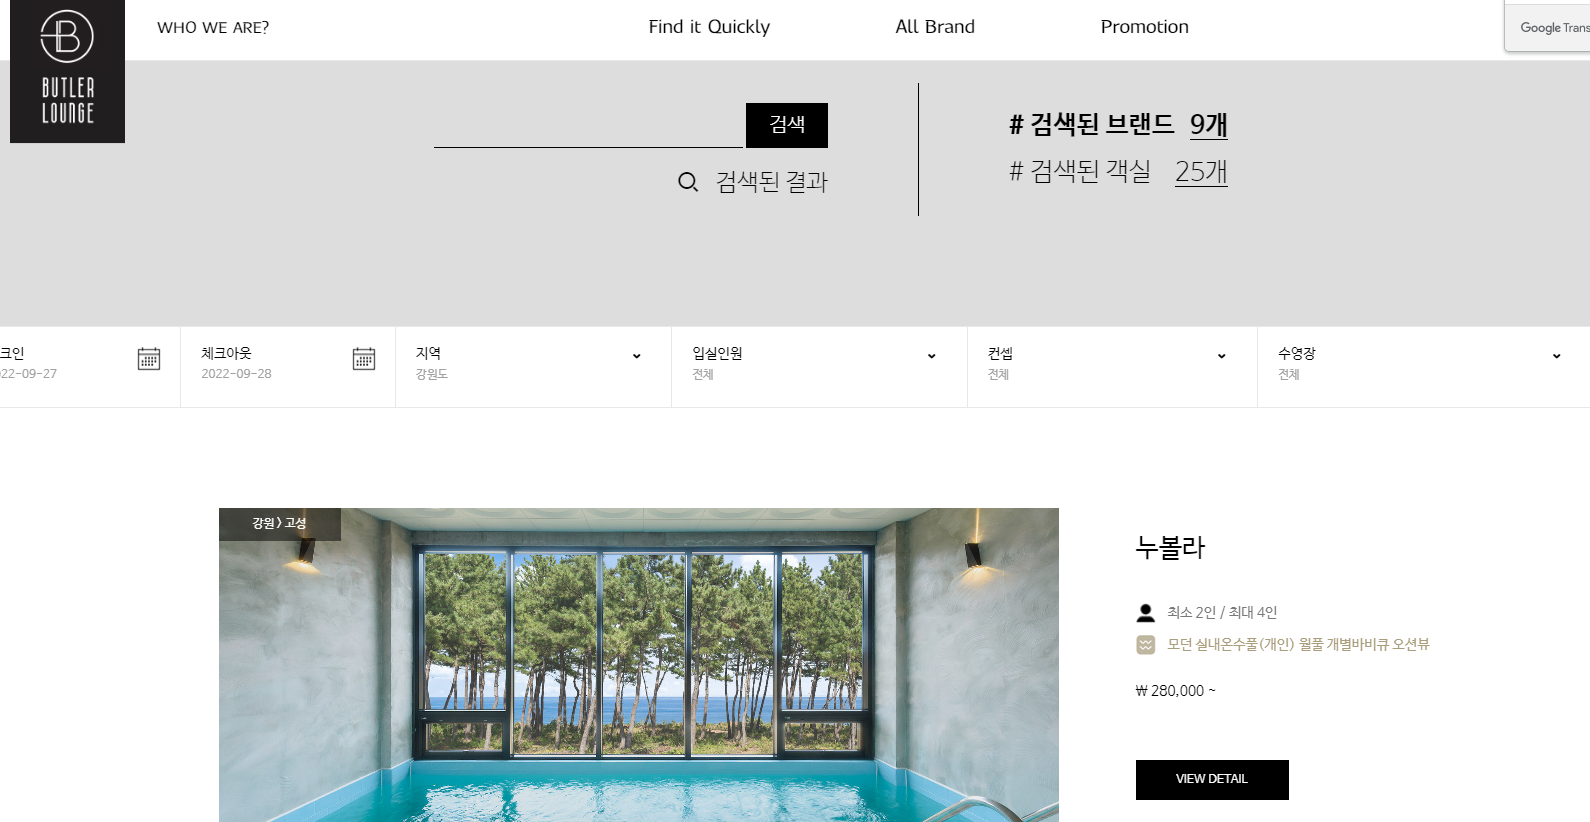 BUTLER
LOUNGE
WHO WE ARE?
Find it Quickly
All Brand
Promotion
Google
검색
검색된 결과
# 검색된 브랜드 9개
# 검색된 객실 25개
크인
22-09-27
체크아웃
2022-09-28
지역
강원도
입실인원
전체
컨셉
전체
수영장
전체
강원 > 고성
누볼라
최소 2인 / 최대 4인
모던 실내온수풀(개인) 월풀 개별바비큐 오션뷰
₩ 280,000 ~
VIEW DETAIL